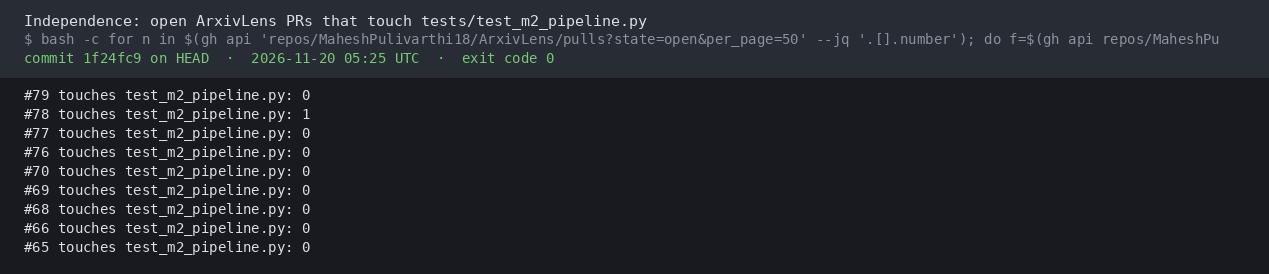 Independence: open ArxivLens PRs that touch tests/test_m2_pipeline.py
$ bash -c for n in $(gh api 'repos/MaheshPulivarthi18/ArxivLens/pulls?state=open&per_page=50' --jq '.[].number'); do f=$(gh api repos/MaheshPu
commit 1f24fc9 on HEAD · 2026-11-20 05:25 UTC · exit code 0
#79 touches test_m2_pipeline.py: 0
#78 touches test_m2_pipeline.py: 1
#77 touches test_m2_pipeline.py: 0
#76 touches test_m2_pipeline.py: 0
#70 touches test_m2_pipeline.py: 0
#69 touches test_m2_pipeline.py: 0
#68 touches test_m2_pipeline.py: 0
#66 touches test_m2_pipeline.py: 0
#65 touches test_m2_pipeline.py: 0